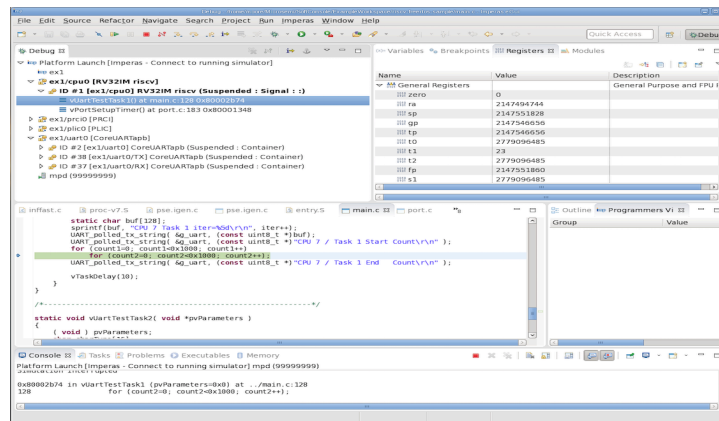 File Edit Source Refactor Navigate Search Project Run Imperas Window Help
Quick Access
Debu
Debug
Platform Launch [Imperas - Connect to running simulator]
ex1
ex1/cpu0 [RV32IM riscv]
ID #1 [ex1/cpu0] RV32IM riscv (Suspended : Signal : :)
vUartTestTask1() at main.c:128 0x80002b74
vPortSetupTimer() at port.c:183 0x80001348
ex1/prci0 [PRCI]
ex1/plic0 [PLIC]
ex1/uart0 [CoreUARTapb]
ID #2 [ex1/uart0] CoreUARTapb (Suspended : Container)
ID #38 [ex1/uart0/TX] CoreUARTapb (Suspended : Container)
ID #37 [ex1/uart0/RX] CoreUARTapb (Suspended : Container)
mpd (99999999)
Variables Breakpoints Registers Modules
Name Value Description
General Registers General Purpose and FPU
zero 0
ra 2147494744
sp 2147551828
gp 2147546656
tp 2147546656
t0 2779096485
t1 23
t2 2779096485
fp 2147551860
s1 2779096485
inffast.c proc-v7.S pse.igen.c pse.igen.c entry.S main.c port.c
static char buf[128];
sprintf(buf, "CPU 7 Task 1 iter=%5d\r\n", iter++);
UART_polled_tx_string( &g_uart, (const uint8_t *)buf);
UART_polled_tx_string( &g_uart, (const uint8_t *)"CPU 7 / Task 1 Start Count\r\n" );
for (count1=0; count1<0x1000; count1++)
for (count2=0; count2<0x1000; count2++);
UART_polled_tx_string( &g_uart, (const uint8_t *)"CPU 7 / Task 1 End   Count\r\n" );
vTaskDelay(10);
}
}
/*-----------------------------------------------------------*/
static void vUartTestTask2( void *pvParameters )
{
( void ) pvParameters;
Outline Programmers Vi
Group Value
Console Tasks Problems Executables Memory
Platform Launch [Imperas - Connect to running simulator] mpd (99999999)
0x80002b74 in vUartTestTask1 (pvParameters=0x0) at ../main.c:128
128 for (count2=0; count2<0x1000; count2++);